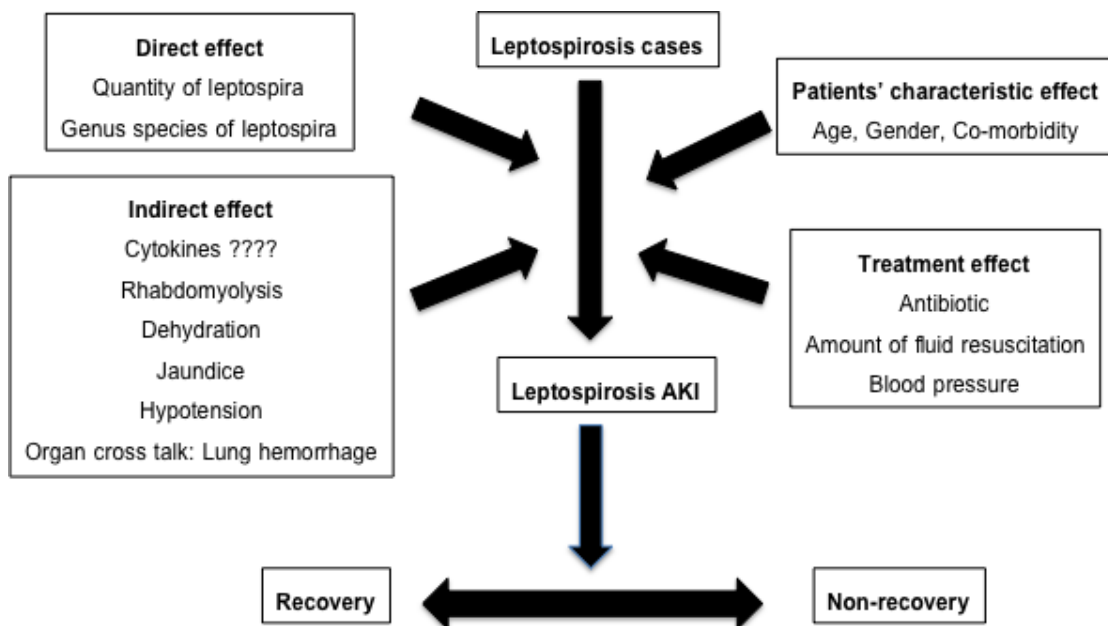 Direct effect
Quantity of leptospira
Genus species of leptospira
Leptospirosis cases
Patients’ characteristic effect
Age, Gender, Co-morbidity
Indirect effect
Cytokines ????
Rhabdomyolysis
Dehydration
Jaundice
Hypotension
Organ cross talk: Lung hemorrhage
Treatment effect
Antibiotic
Amount of fluid resuscitation
Blood pressure
Leptospirosis AKI
Recovery
Non-recovery